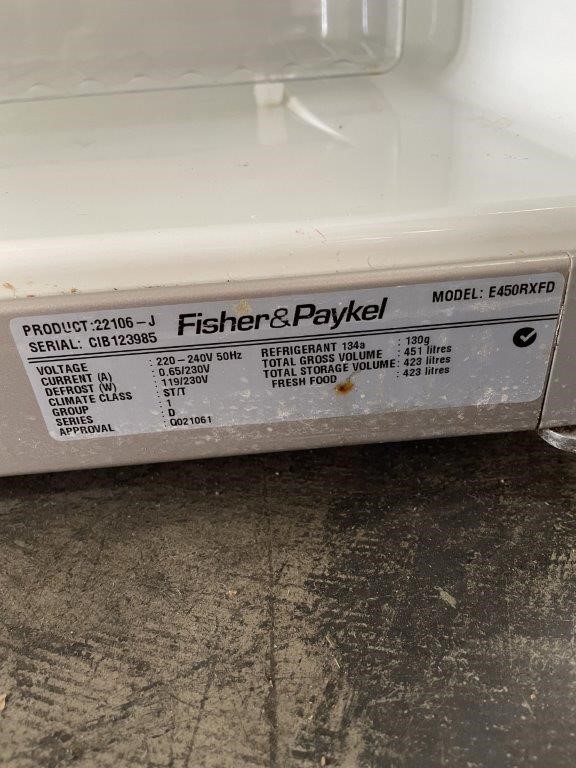 PRODUCT:22106-J Fisher&Paykel MODEL: E450RXFD
SERIAL: CIB123985
VOLTAGE : 220-240V 50Hz REFRIGERANT 134a : 130g
CURRENT (A) : 0.65/230V TOTAL GROSS VOLUME : 451 litres
DEFROST (W) : 119/230V TOTAL STORAGE VOLUME : 423 litres
CLIMATE CLASS : ST/T FRESH FOOD : 423 litres
GROUP : 1
SERIES : D
APPROVAL : Q021061